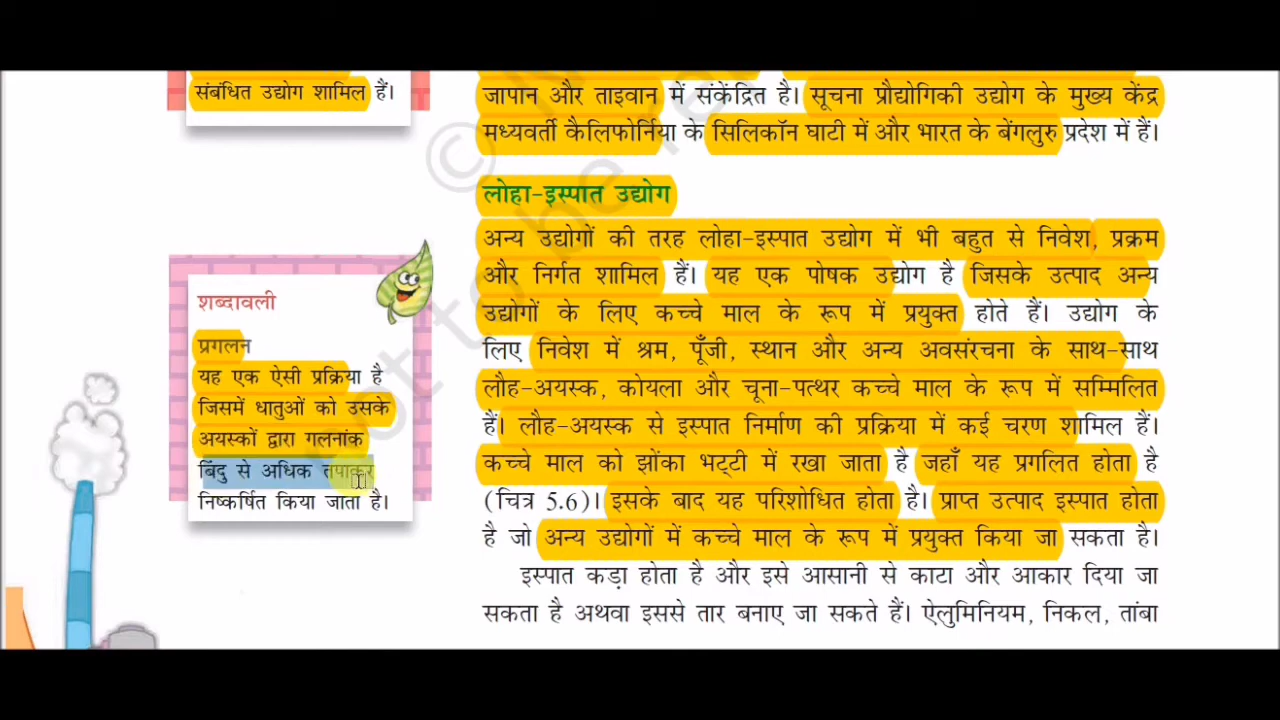 संबंधित उद्योग शामिल हैं।
शब्दावली
प्रगलन
यह एक ऐसी प्रक्रिया है
जिसमें धातुओं को उसके
अयस्कों द्वारा गलनांक
बिंदु से अधिक तपाकर
निष्कर्षित किया जाता है।
जापान और ताइवान में संकेंद्रित है। सूचना प्रौद्योगिकी उद्योग के मुख्य केंद्र
मध्यवर्ती कैलिफोर्निया के सिलिकॉन घाटी में और भारत के बेंगलुरु प्रदेश में हैं।
लोहा-इस्पात उद्योग
अन्य उद्योगों की तरह लोहा-इस्पात उद्योग में भी बहुत से निवेश, प्रक्रम
और निर्गत शामिल हैं। यह एक पोषक उद्योग है जिसके उत्पाद अन्य
उद्योगों के लिए कच्चे माल के रूप में प्रयुक्त होते हैं। उद्योग के
लिए निवेश में श्रम, पूँजी, स्थान और अन्य अवसंरचना के साथ-साथ
लौह-अयस्क, कोयला और चूना-पत्थर कच्चे माल के रूप में सम्मिलित
हैं। लौह-अयस्क से इस्पात निर्माण की प्रक्रिया में कई चरण शामिल हैं।
कच्चे माल को झोंका भट्टी में रखा जाता है जहाँ यह प्रगलित होता है
(चित्र 5.6)। इसके बाद यह परिशोधित होता है। प्राप्त उत्पाद इस्पात होता
है जो अन्य उद्योगों में कच्चे माल के रूप में प्रयुक्त किया जा सकता है।
इस्पात कड़ा होता है और इसे आसानी से काटा और आकार दिया जा
सकता है अथवा इससे तार बनाए जा सकते हैं। ऐलुमिनियम, निकल, तांबा